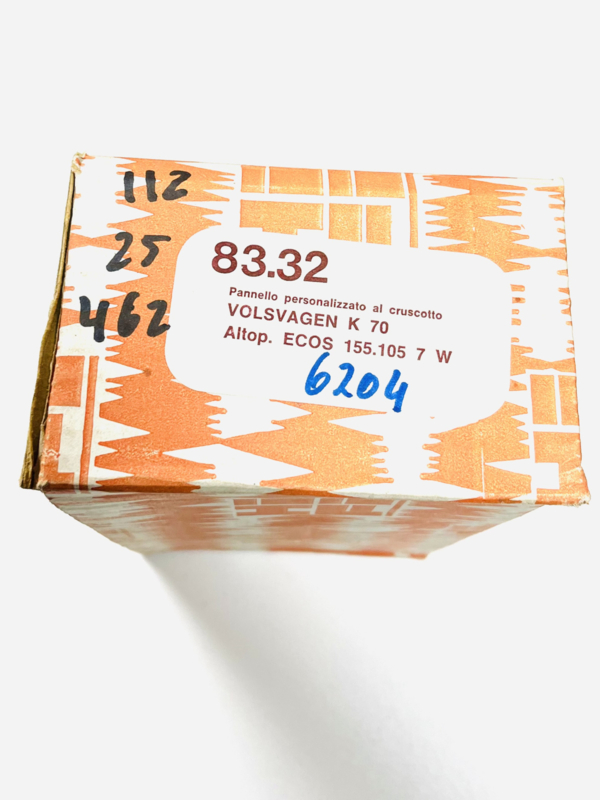 112
25
462
83.32
Pannello personalizzato al cruscotto
VOLSVAGEN K 70
Altop. ECOS 155.105 7 W
6204